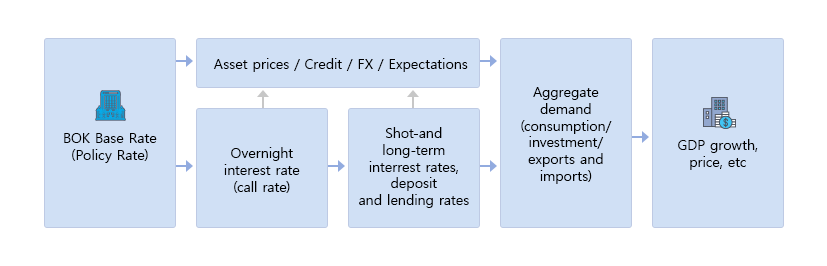 BOK Base Rate
(Policy Rate)
Asset prices / Credit / FX / Expectations
Overnight
interest rate
(call rate)
Shot-and
long-term
interrest rates,
deposit
and lending rates
Aggregate
demand
(consumption/
investment/
exports and
imports)
GDP growth,
price, etc